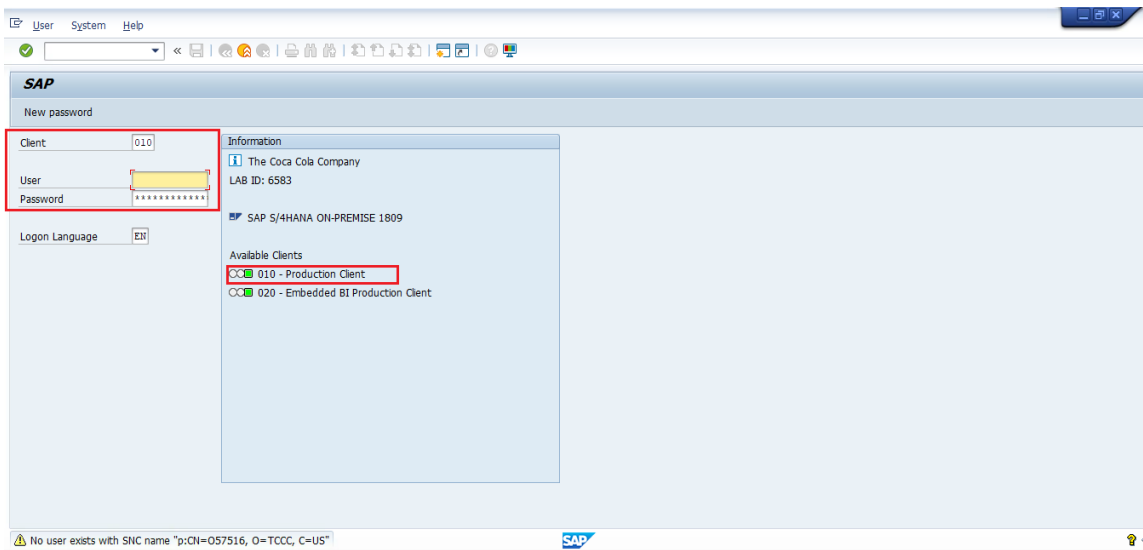 User System Help
SAP
New password
Client 010
User
Password ************
Logon Language EN
Information
The Coca Cola Company
LAB ID: 6583
SAP S/4HANA ON-PREMISE 1809
Available Clients
010 - Production Client
020 - Embedded BI Production Client
No user exists with SNC name "p:CN=O57516, O=TCCC, C=US"
SAP